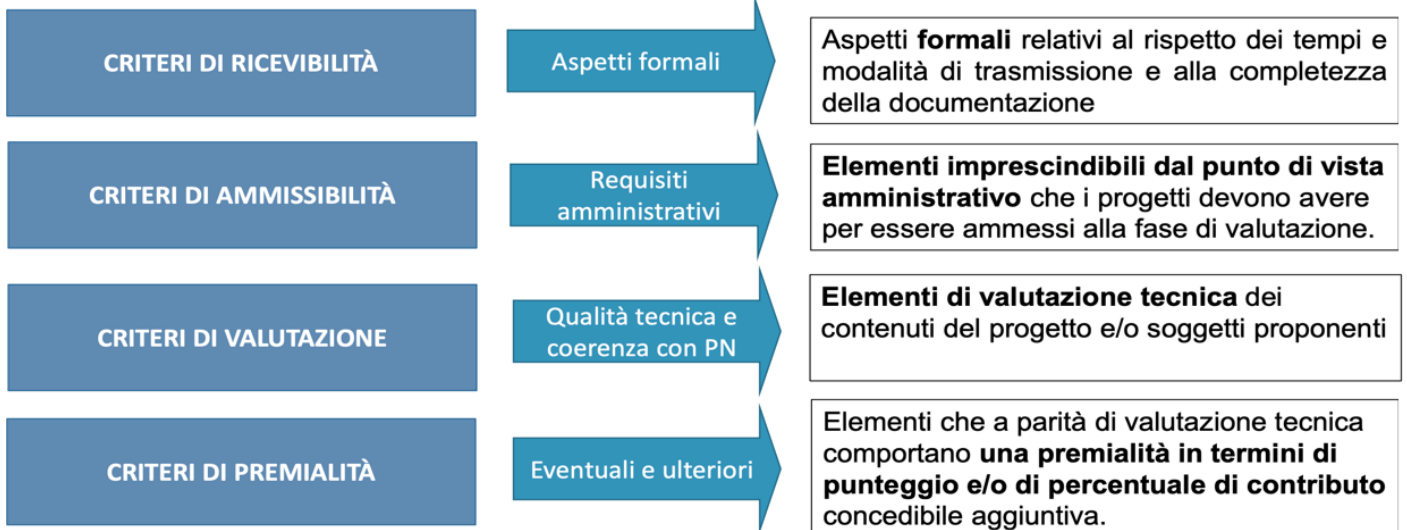 CRITERI DI RICEVIBILITÀ
Aspetti formali
Aspetti formali relativi al rispetto dei tempi e
modalità di trasmissione e alla completezza
della documentazione
CRITERI DI AMMISSIBILITÀ
Requisiti
amministrativi
Elementi imprescindibili dal punto di vista
amministrativo che i progetti devono avere
per essere ammessi alla fase di valutazione.
CRITERI DI VALUTAZIONE
Qualità tecnica e
coerenza con PN
Elementi di valutazione tecnica dei
contenuti del progetto e/o soggetti proponenti
CRITERI DI PREMIALITÀ
Eventuali e ulteriori
Elementi che a parità di valutazione tecnica
comportano una premialità in termini di
punteggio e/o di percentuale di contributo
concedibile aggiuntiva.